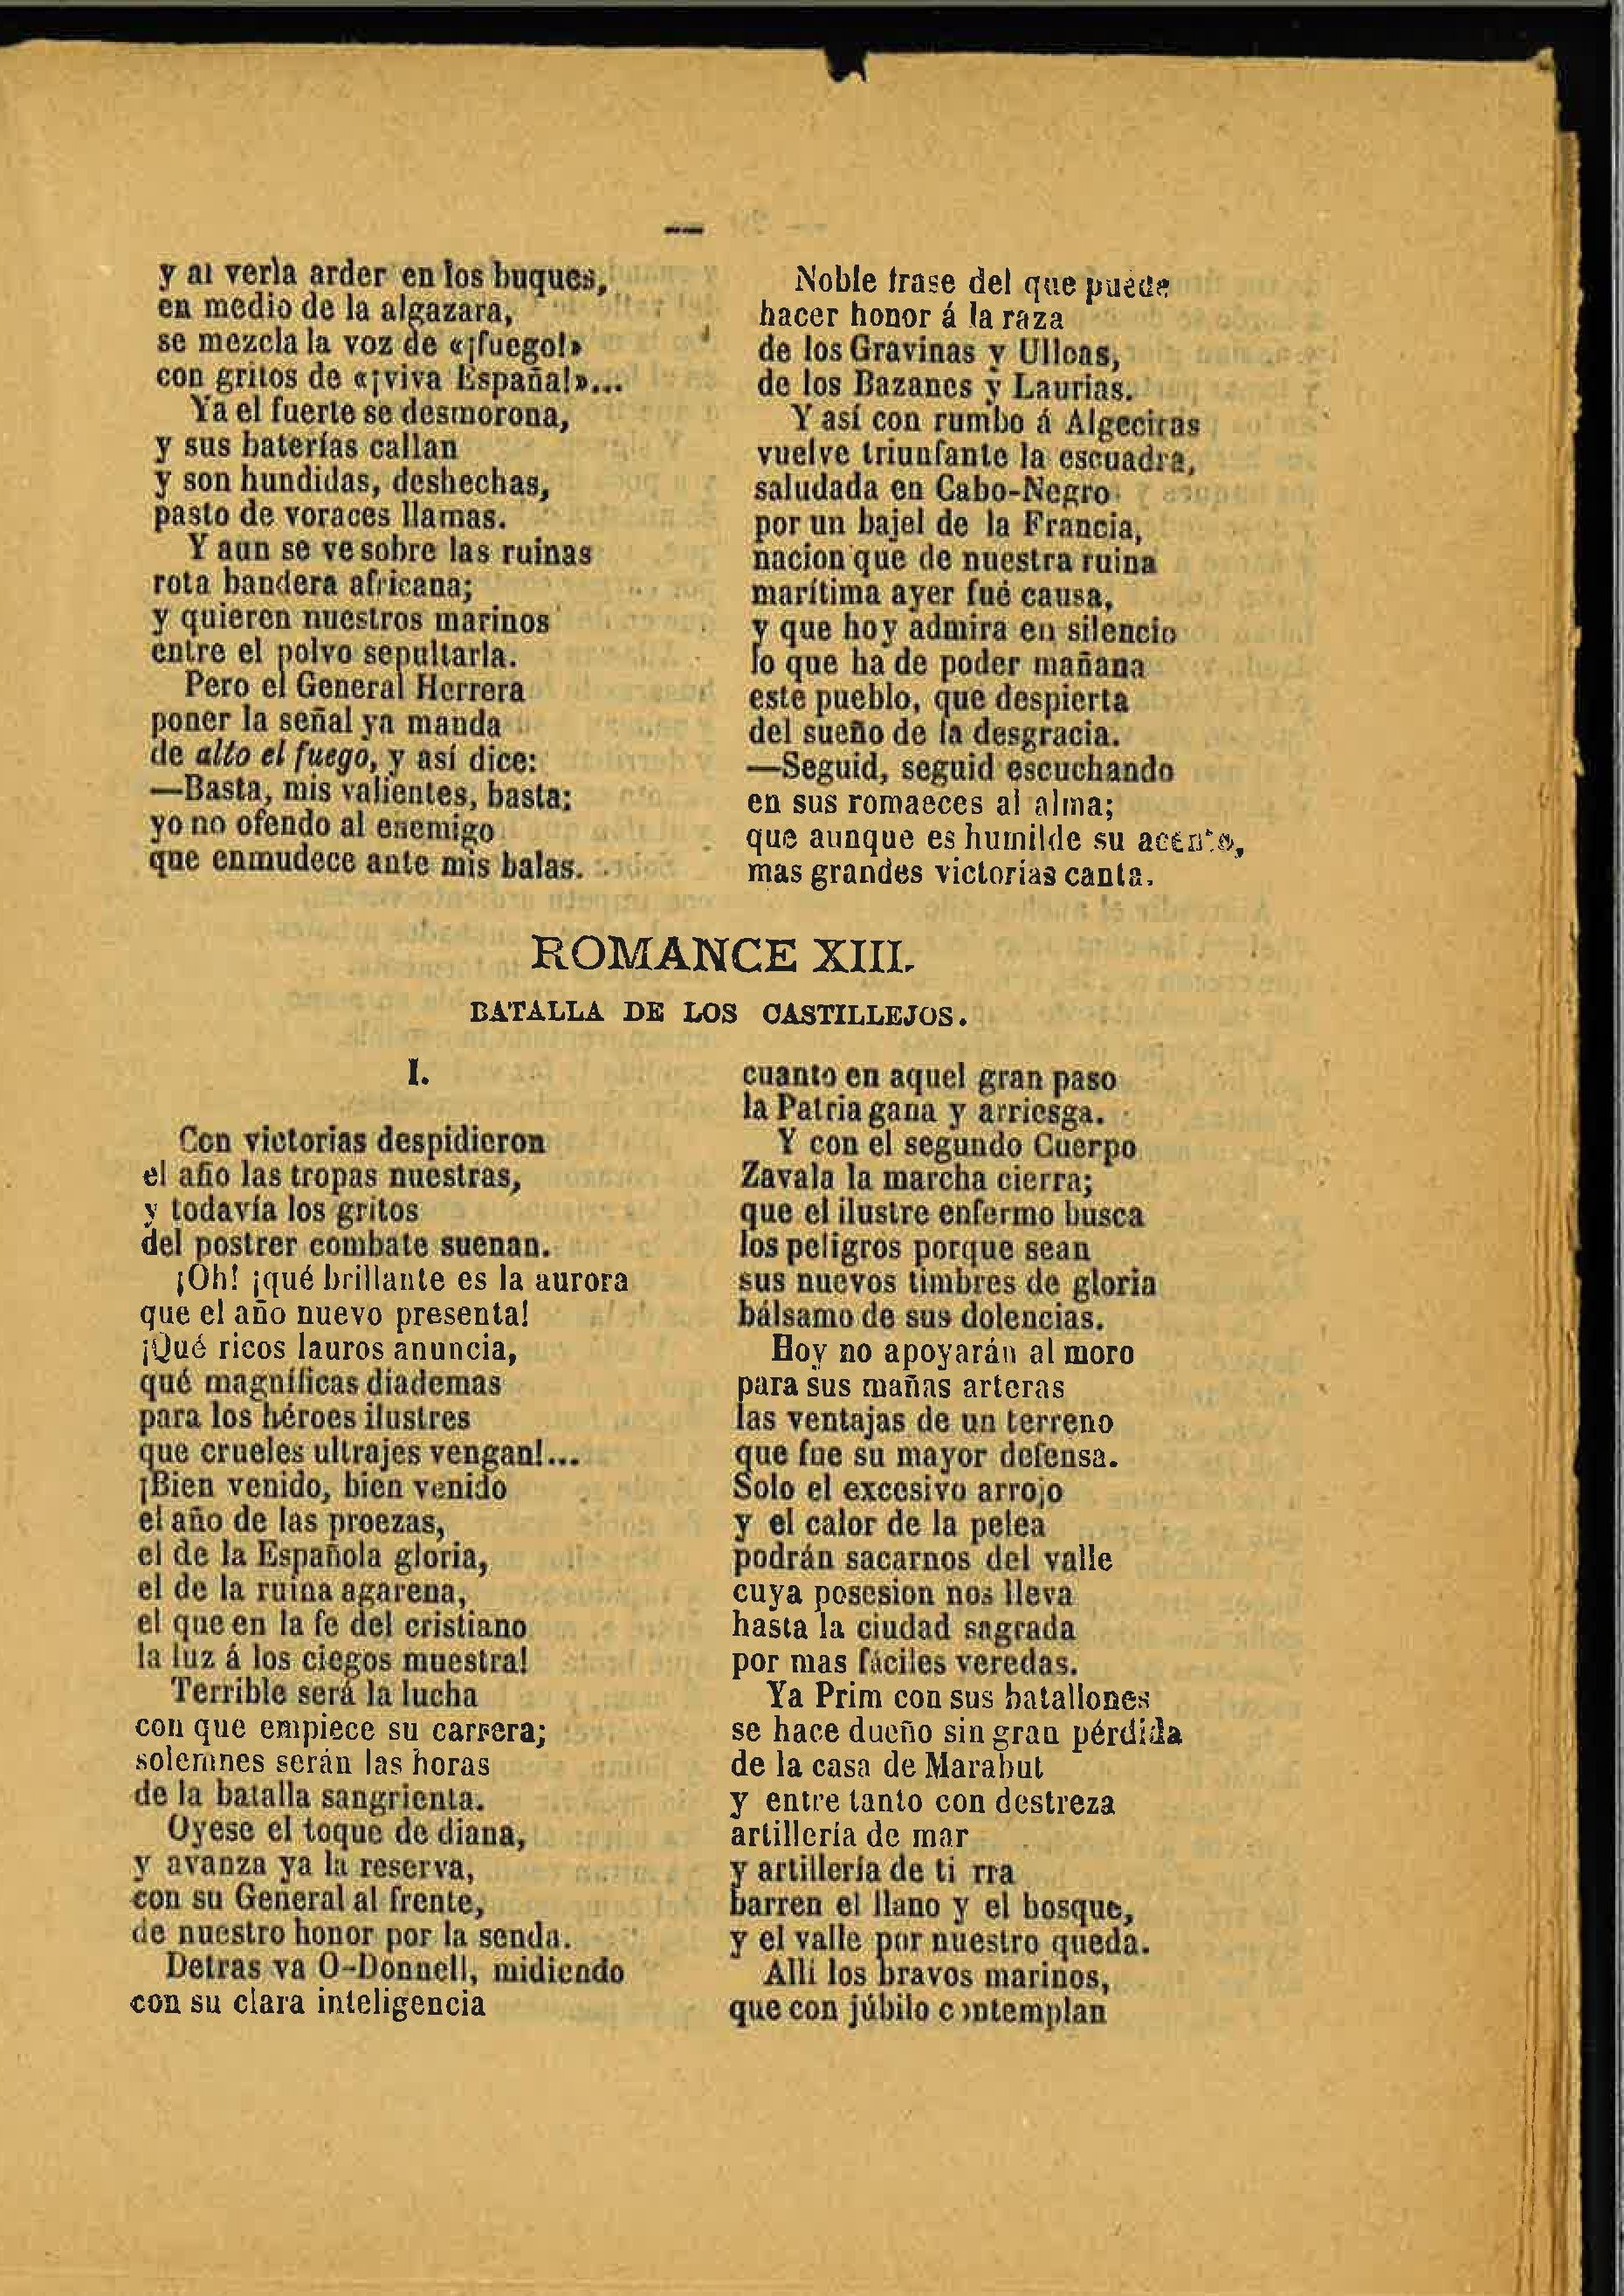 y al verla arder en los buques,
en medio de la algazara,
se mezcla la voz de «¡fuego!»
con gritos de «¡viva España!»...
Ya el fuerte se desmorona,
y sus baterías callan
y son hundidas, deshechas,
pasto de voraces llamas.
Y aun se ve sobre las ruinas
rota bandera africana;
y quieren nuestros marinos
entre el polvo sepultarla.
Pero el General Herrera
poner la señal ya manda
de alto el fuego, y así dice:
—Basta, mis valientes, basta;
yo no ofendo al enemigo
que enmudece ante mis balas.
Noble frase del que puede
hacer honor á la raza
de los Gravinas y Ulloas,
de los Bazanes y Laurias.
Y así con rumbo á Algeciras
vuelve triunfante la escuadra,
saludada en Cabo-Negro
por un bajel de la Francia,
nacion que de nuestra ruina
marítima ayer fué causa,
y que hoy admira en silencio
lo que ha de poder mañana
este pueblo, que despierta
del sueño de la desgracia.
—Seguid, seguid escuchando
en sus romaeces al alma;
que aunque es humilde su acento,
mas grandes victorias canta.
ROMANCE XIII.
BATALLA DE LOS CASTILLEJOS.
I.
Con victorias despidieron
el año las tropas nuestras,
y todavía los gritos
del postrer combate suenan.
¡Oh! ¡qué brillante es la aurora
que el año nuevo presenta!
¡Qué ricos lauros anuncia,
qué magníficas diademas
para los héroes ilustres
que crueles ultrajes vengan!...
¡Bien venido, bien venido
el año de las proezas,
el de la Española gloria,
el de la ruina agarena,
el que en la fe del cristiano
la luz á los ciegos muestra!
Terrible será la lucha
con que empiece su carrera;
solemnes serán las horas
de la batalla sangrienta.
Oyese el toque de diana,
y avanza ya la reserva,
con su General al frente,
de nuestro honor por la senda.
Detras va O-Donnell, midiendo
con su clara inteligencia
cuanto en aquel gran paso
la Patria gana y arriesga.
Y con el segundo Cuerpo
Zavala la marcha cierra;
que el ilustre enfermo busca
los peligros porque sean
sus nuevos timbres de gloria
bálsamo de sus dolencias.
Hoy no apoyarán al moro
para sus mañas arteras
las ventajas de un terreno
que fue su mayor defensa.
Solo el excesivo arrojo
y el calor de la pelea
podrán sacarnos del valle
cuya posesion nos lleva
hasta la ciudad sagrada
por mas fáciles veredas.
Ya Prim con sus batallones
se hace dueño sin gran pérdida
de la casa de Marabut
y entre tanto con destreza
artillería de mar
y artillería de ti rra
barren el llano y el bosque,
y el valle por nuestro queda.
Alli los bravos marinos,
que con júbilo contemplan